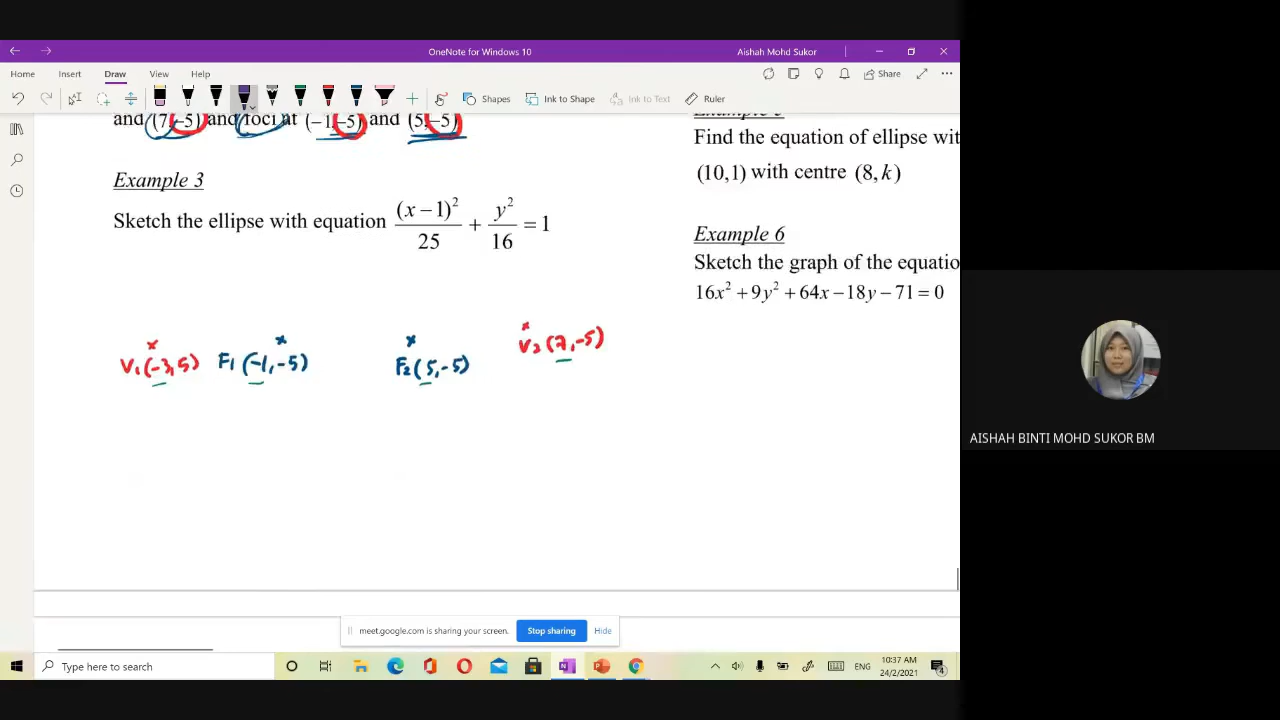 OneNote for Windows 10
Aishah Mohd Sukor
Home Insert Draw View Help
Share
Shapes
Ink to Shape
Ink to Text
Ruler
and (7,−5) and foci at (−1,−5) and (5,−5)
Example 3
Sketch the ellipse with equation (x−1)²/25 + y²/16 = 1
V1(-3,5) F1(-1,-5) F2(5,-5) V2(7,-5)
Find the equation of ellipse wit
(10,1) with centre (8,k)
Example 6
Sketch the graph of the equatio
16x² + 9y² + 64x − 18y − 71 = 0
AISHAH BINTI MOHD SUKOR BM
meet.google.com is sharing your screen. Stop sharing Hide
Type here to search
ENG
10:37 AM
24/2/2021
4